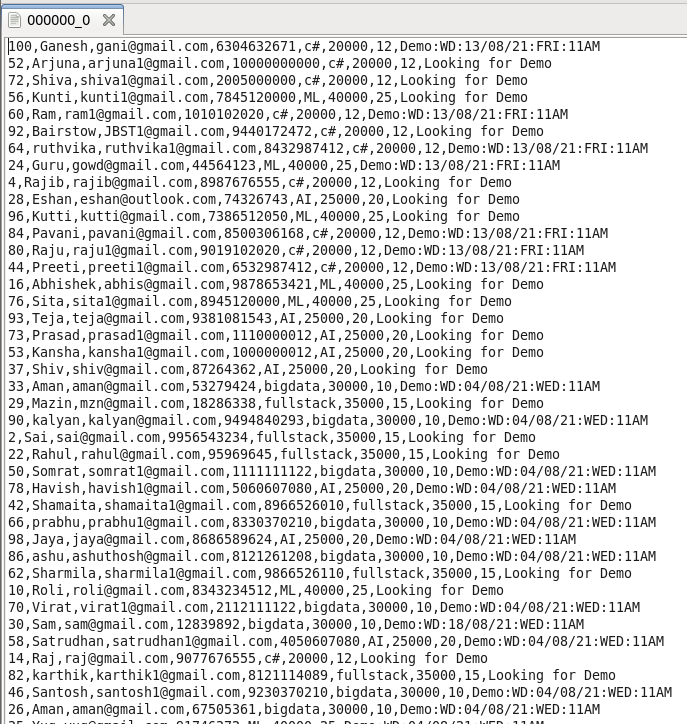 000000_0
100,Ganesh,gani@gmail.com,6304632671,c#,20000,12,Demo:WD:13/08/21:FRI:11AM
52,Arjuna,arjuna1@gmail.com,10000000000,c#,20000,12,Looking for Demo
72,Shiva,shiva1@gmail.com,2005000000,c#,20000,12,Looking for Demo
56,Kunti,kunti1@gmail.com,7845120000,ML,40000,25,Looking for Demo
60,Ram,ram1@gmail.com,1010102020,c#,20000,12,Demo:WD:13/08/21:FRI:11AM
92,Bairstow,JBST1@gmail.com,9440172472,c#,20000,12,Looking for Demo
64,ruthvika,ruthvika1@gmail.com,8432987412,c#,20000,12,Demo:WD:13/08/21:FRI:11AM
24,Guru,gowd@gmail.com,44564123,ML,40000,25,Demo:WD:13/08/21:FRI:11AM
4,Rajib,rajib@gmail.com,8987676555,c#,20000,12,Looking for Demo
28,Eshan,eshan@outlook.com,74326743,AI,25000,20,Looking for Demo
96,Kutti,kutti@gmail.com,7386512050,ML,40000,25,Looking for Demo
84,Pavani,pavani@gmail.com,8500306168,c#,20000,12,Demo:WD:13/08/21:FRI:11AM
80,Raju,raju1@gmail.com,9019102020,c#,20000,12,Demo:WD:13/08/21:FRI:11AM
44,Preeti,preeti1@gmail.com,6532987412,c#,20000,12,Demo:WD:13/08/21:FRI:11AM
16,Abhishek,abhis@gmail.com,9878653421,ML,40000,25,Looking for Demo
76,Sita,sita1@gmail.com,8945120000,ML,40000,25,Looking for Demo
93,Teja,teja@gmail.com,9381081543,AI,25000,20,Looking for Demo
73,Prasad,prasad1@gmail.com,1110000012,AI,25000,20,Looking for Demo
53,Kansha,kansha1@gmail.com,1000000012,AI,25000,20,Looking for Demo
37,Shiv,shiv@gmail.com,87264362,AI,25000,20,Looking for Demo
33,Aman,aman@gmail.com,53279424,bigdata,30000,10,Demo:WD:04/08/21:WED:11AM
29,Mazin,mzn@gmail.com,18286338,fullstack,35000,15,Looking for Demo
90,kalyan,kalyan@gmail.com,9494840293,bigdata,30000,10,Demo:WD:04/08/21:WED:11AM
2,Sai,sai@gmail.com,9956543234,fullstack,35000,15,Looking for Demo
22,Rahul,rahul@gmail.com,95969645,fullstack,35000,15,Looking for Demo
50,Somrat,somrat1@gmail.com,1111111122,bigdata,30000,10,Demo:WD:04/08/21:WED:11AM
78,Havish,havish1@gmail.com,5060607080,AI,25000,20,Demo:WD:04/08/21:WED:11AM
42,Shamaita,shamaita1@gmail.com,8966526010,fullstack,35000,15,Looking for Demo
66,prabhu,prabhu1@gmail.com,8330370210,bigdata,30000,10,Demo:WD:04/08/21:WED:11AM
98,Jaya,jaya@gmail.com,8686589624,AI,25000,20,Demo:WD:04/08/21:WED:11AM
86,ashu,ashuthosh@gmail.com,8121261208,bigdata,30000,10,Demo:WD:04/08/21:WED:11AM
62,Sharmila,sharmila1@gmail.com,9866526110,fullstack,35000,15,Looking for Demo
10,Roli,roli@gmail.com,8343234512,ML,40000,25,Looking for Demo
70,Virat,virat1@gmail.com,2112111122,bigdata,30000,10,Demo:WD:04/08/21:WED:11AM
30,Sam,sam@gmail.com,12839892,bigdata,30000,10,Demo:WD:18/08/21:WED:11AM
58,Satrudhan,satrudhan1@gmail.com,4050607080,AI,25000,20,Demo:WD:04/08/21:WED:11AM
14,Raj,raj@gmail.com,9077676555,c#,20000,12,Looking for Demo
82,karthik,karthik1@gmail.com,8121114089,fullstack,35000,15,Looking for Demo
46,Santosh,santosh1@gmail.com,9230370210,bigdata,30000,10,Demo:WD:04/08/21:WED:11AM
26,Aman,aman@gmail.com,67505361,bigdata,30000,10,Demo:WD:04/08/21:WED:11AM